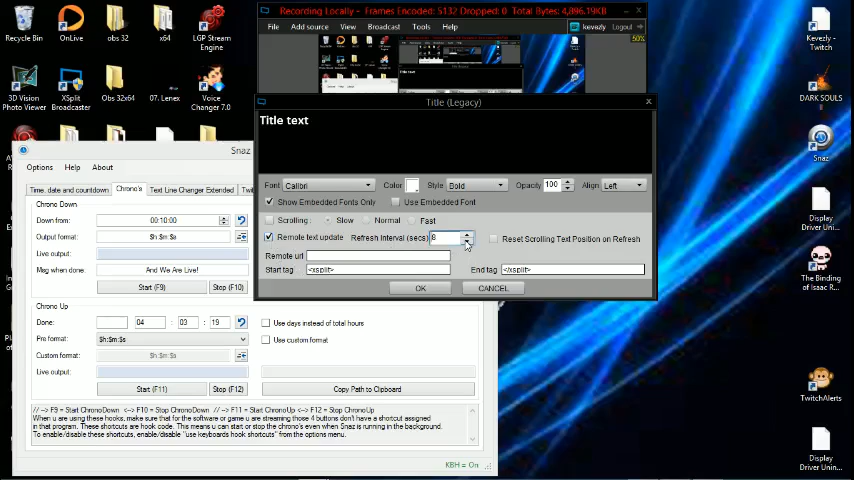 Recording Locally - Frames Encoded: 5132 Dropped: 0 Total Bytes: 4,896.19KB
File Add source View Broadcast Tools Help kevezly Logout
50%
Recycle Bin
OnLive
obs 32
x64
LGP Stream Engine
3D Vision Photo Viewer
XSplit Broadcaster
Obs 32x64
07. Lenex
Voice Changer 7.0
Kevezly - Twitch
DARK SOULS II
Snaz
Display Driver Unin...
The Binding of Isaac R...
TwitchAlerts
Display Driver Unin...
Title (Legacy)
Title text
Font Calibri Color Style Bold Opacity 100 Align Left
Show Embedded Fonts Only Use Embedded Font
Scrolling: Slow Normal Fast
Remote text update Refresh Interval (secs) 8 Reset Scrolling Text Position on Refresh
Remote url
Start tag <xsplit> End tag </xsplit>
OK CANCEL
Snaz
Options Help About
Time, date and countdown Chrono's Text Line Changer Extended Twit
Chrono Down
Down from: 00:10:00
Output format: $h:$m:$s
Live output:
Msg when done: And We Are Live!
Start (F9) Stop (F10)
Chrono Up
Done: 04 : 03 : 19 Use days instead of total hours
Pre format: $h:$m:$s Use custom format
Custom format: $h:$m:$s
Live output:
Start (F11) Stop (F12) Copy Path to Clipboard
// --> F9 = Start ChronoDown <--> F10 = Stop ChronoDown // --> F11 = Start ChronoUp <--> F12 = Stop ChronoUp
When u are using these hooks, make sure that for the software or game u are streaming those 4 buttons don't have a shortcut assigned
in that program. These shortcuts are hook code. This means u can start or stop the chrono's even when Snaz is running in the background.
To enable/disable these shortcuts, enable/disable "use keyboards hook shortcuts" from the options menu.
KBH = On